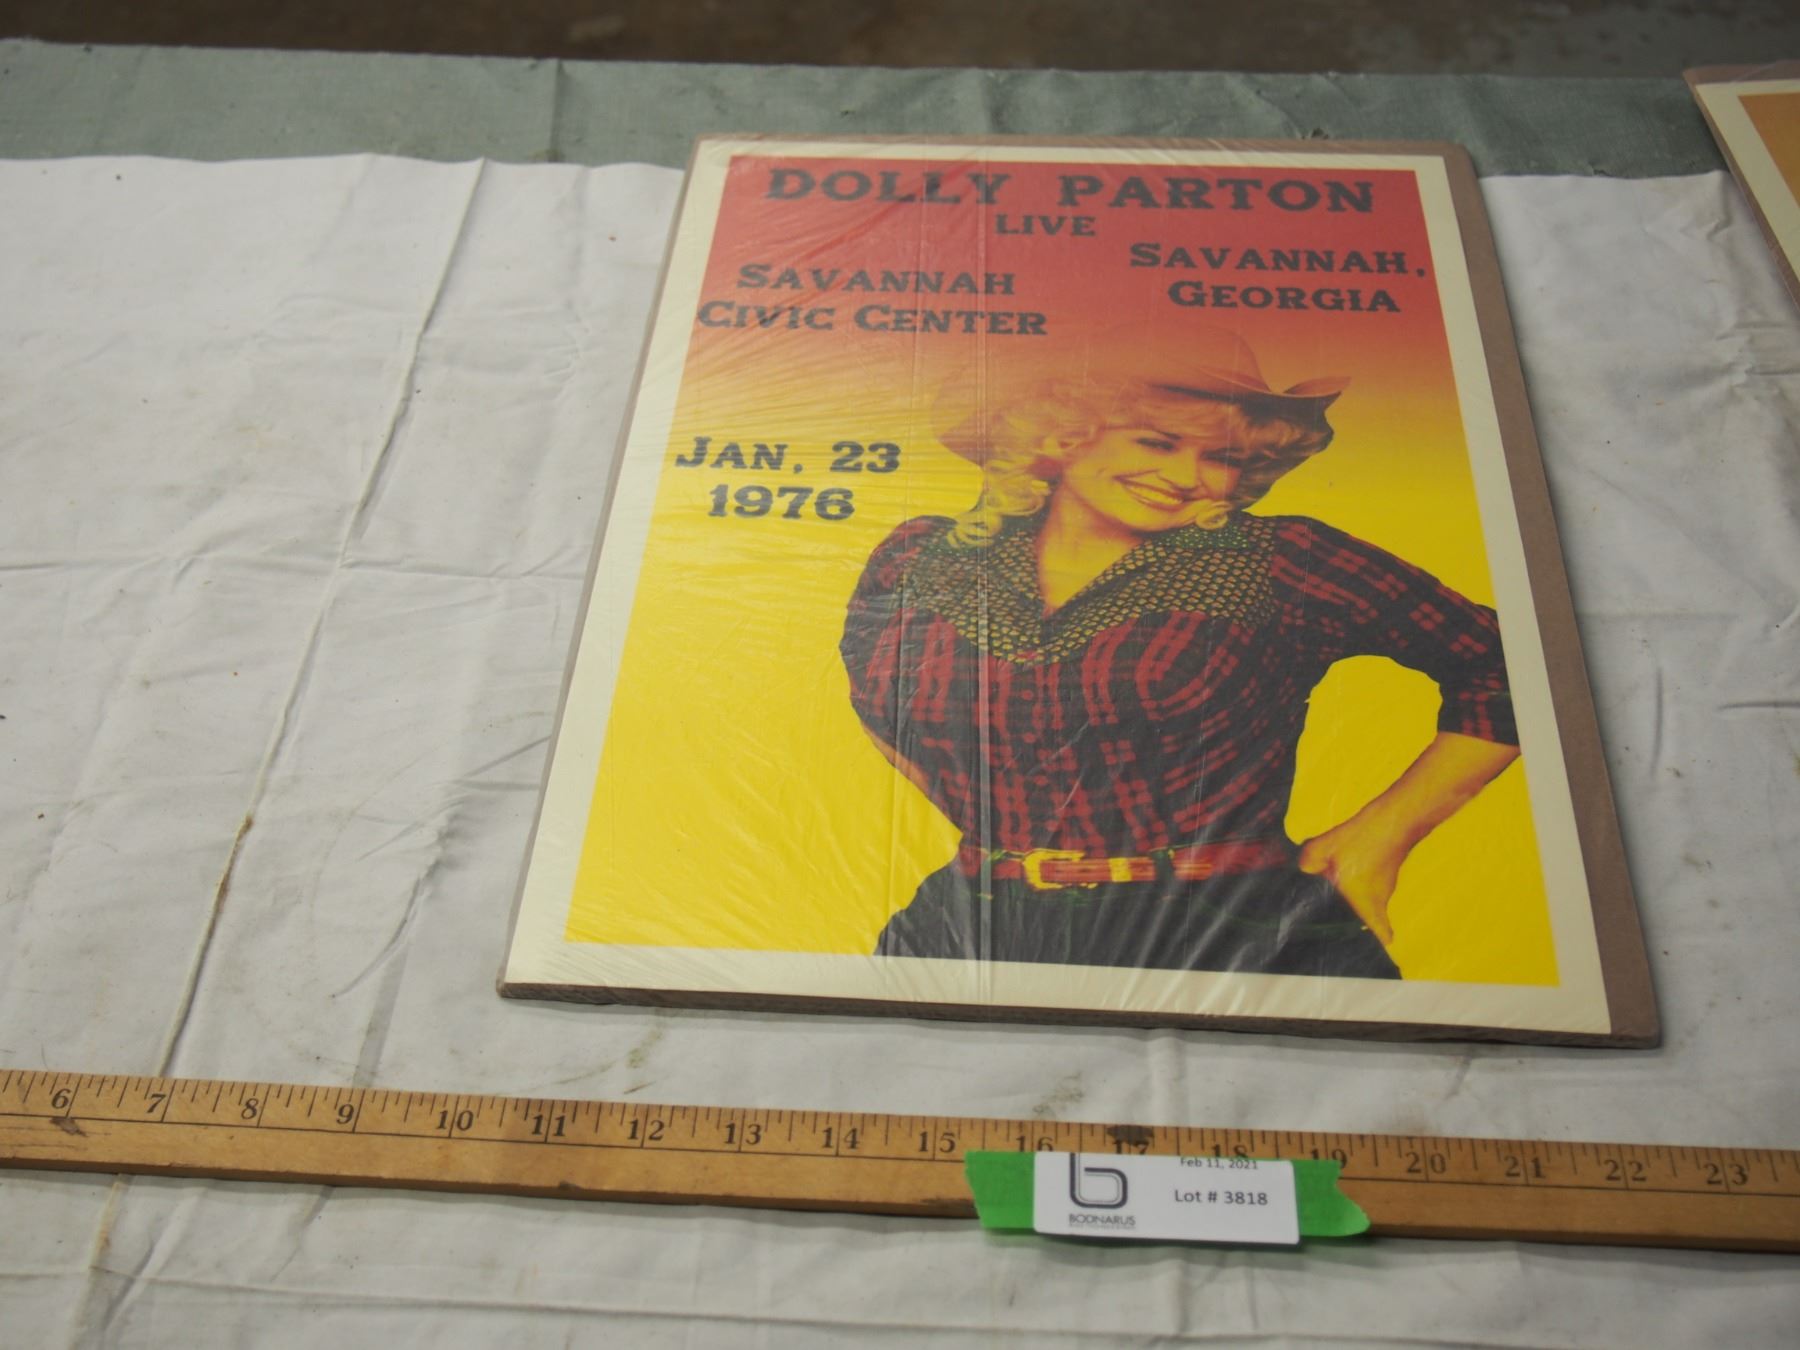 DOLLY PARTON
LIVE
SAVANNAH
CIVIC CENTER
SAVANNAH,
GEORGIA
JAN, 23
1976
6 7 8 9 10 11 12 13 14 15 16 17 18 19 20 21 22 23
Feb 11, 2021
Lot # 3818
BODNARUS